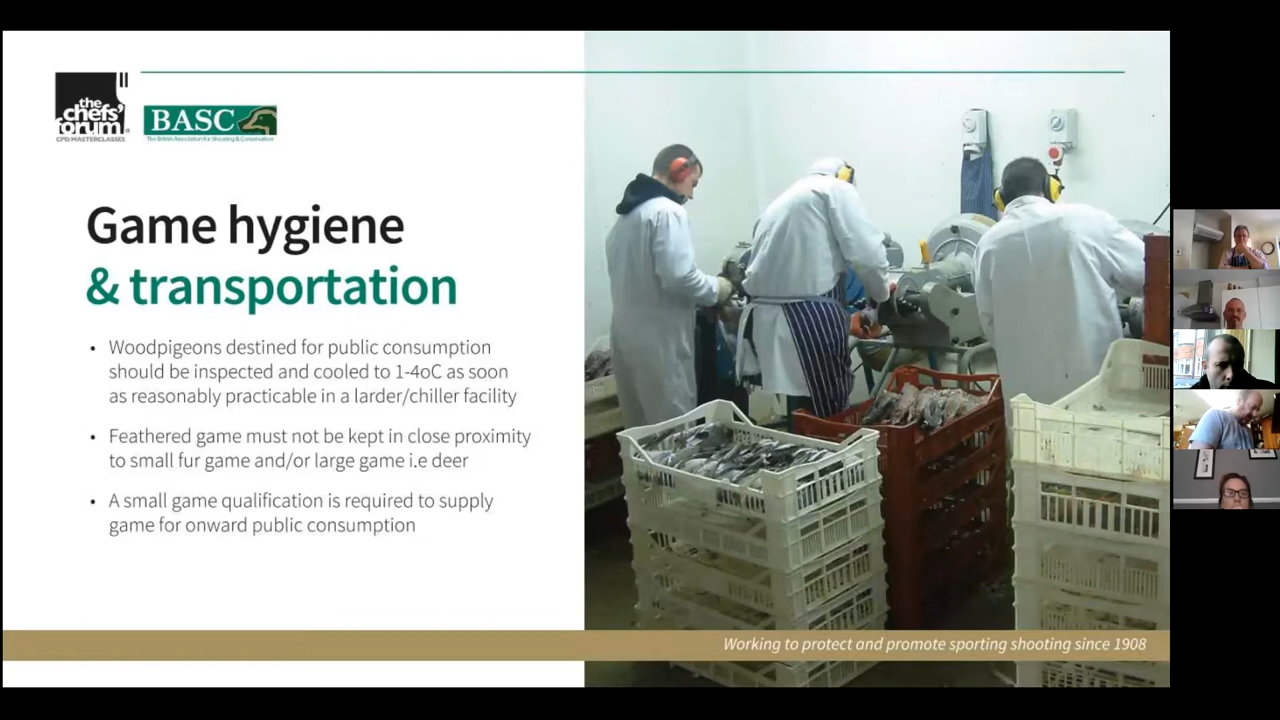 the
chefs'
forum
CPD MASTERCLASSES
BASC
The British Association for Shooting & Conservation
Game hygiene
& transportation
• Woodpigeons destined for public consumption
should be inspected and cooled to 1-4oC as soon
as reasonably practicable in a larder/chiller facility
• Feathered game must not be kept in close proximity
to small fur game and/or large game i.e deer
• A small game qualification is required to supply
game for onward public consumption
Working to protect and promote sporting shooting since 1908